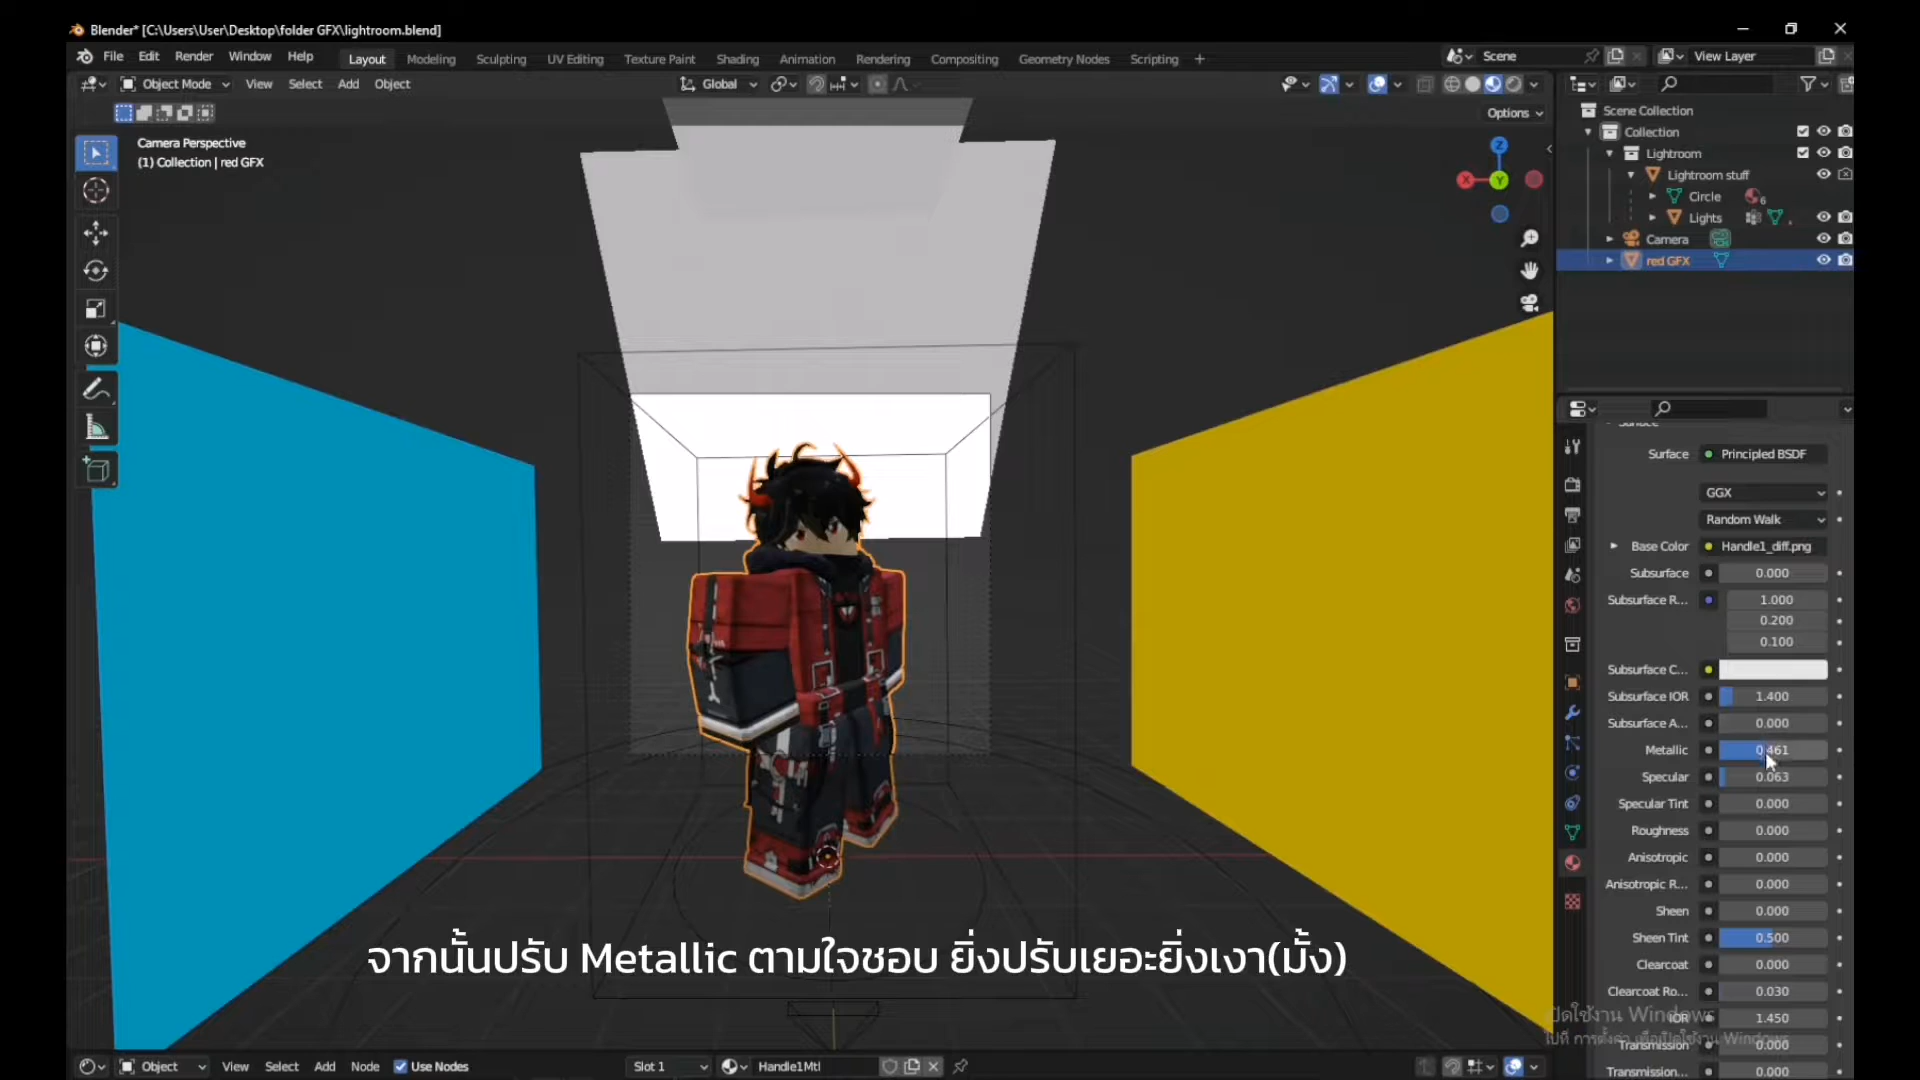 Blender* [C:\Users\User\Desktop\folder GFX\lightroom.blend]
File Edit Render Window Help Layout Modeling Sculpting UV Editing Texture Paint Shading Animation Rendering Compositing Geometry Nodes Scripting + Scene View Layer
Object Mode View Select Add Object Global
Options
Camera Perspective
(1) Collection | red GFX
Z
X
Y
Scene Collection
Collection
Lightroom
Lightroom stuff
Circle 6
Lights
Camera
red GFX
Surface
Surface Principled BSDF
GGX
Random Walk
Base Color Handle1_diff.png
Subsurface 0.000
Subsurface R... 1.000
0.200
0.100
Subsurface C...
Subsurface IOR 1.400
Subsurface A... 0.000
Metallic 0.461
Specular 0.063
Specular Tint 0.000
Roughness 0.000
Anisotropic 0.000
Anisotropic R... 0.000
Sheen 0.000
Sheen Tint 0.500
Clearcoat 0.000
Clearcoat Ro... 0.030
IOR 1.450
Transmission 0.000
Transmission... 0.000
จากนั้นปรับ Metallic ตามใจชอบ ยิ่งปรับเยอะยิ่งเงา(มั้ง)
Object View Select Add Node Use Nodes Slot 1 Handle1Mtl